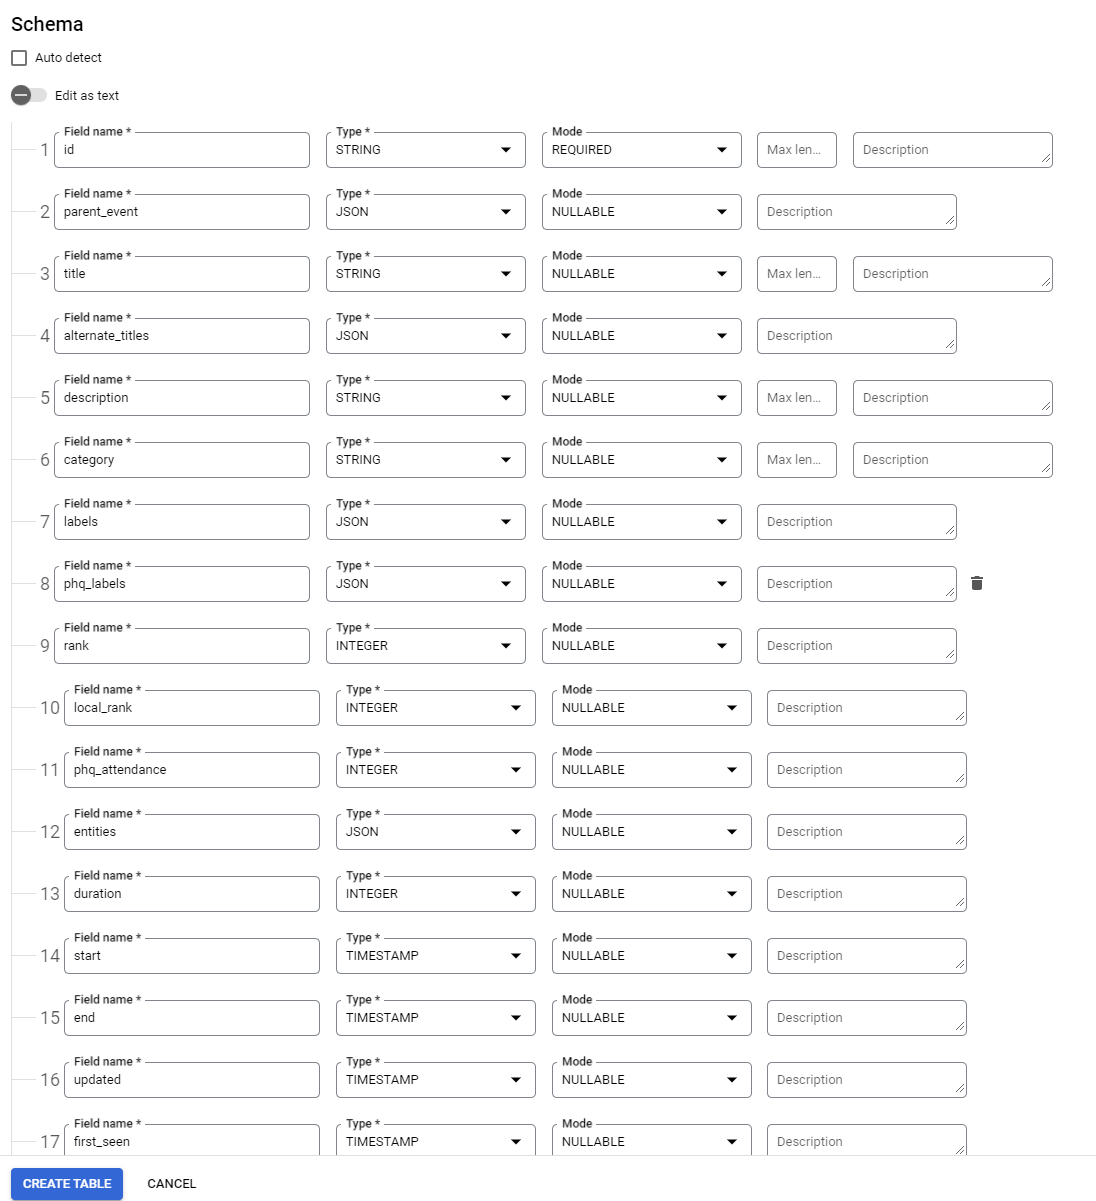 Schema
Auto detect
Edit as text
Field name * Type * Mode
1 id STRING REQUIRED Max len... Description
Field name * Type * Mode
2 parent_event JSON NULLABLE Description
Field name * Type * Mode
3 title STRING NULLABLE Max len... Description
Field name * Type * Mode
4 alternate_titles JSON NULLABLE Description
Field name * Type * Mode
5 description STRING NULLABLE Max len... Description
Field name * Type * Mode
6 category STRING NULLABLE Max len... Description
Field name * Type * Mode
7 labels JSON NULLABLE Description
Field name * Type * Mode
8 phq_labels JSON NULLABLE Description
Field name * Type * Mode
9 rank INTEGER NULLABLE Description
Field name * Type * Mode
10 local_rank INTEGER NULLABLE Description
Field name * Type * Mode
11 phq_attendance INTEGER NULLABLE Description
Field name * Type * Mode
12 entities JSON NULLABLE Description
Field name * Type * Mode
13 duration INTEGER NULLABLE Description
Field name * Type * Mode
14 start TIMESTAMP NULLABLE Description
Field name * Type * Mode
15 end TIMESTAMP NULLABLE Description
Field name * Type * Mode
16 updated TIMESTAMP NULLABLE Description
Field name * Type * Mode
17 first_seen TIMESTAMP NULLABLE Description
CREATE TABLE CANCEL